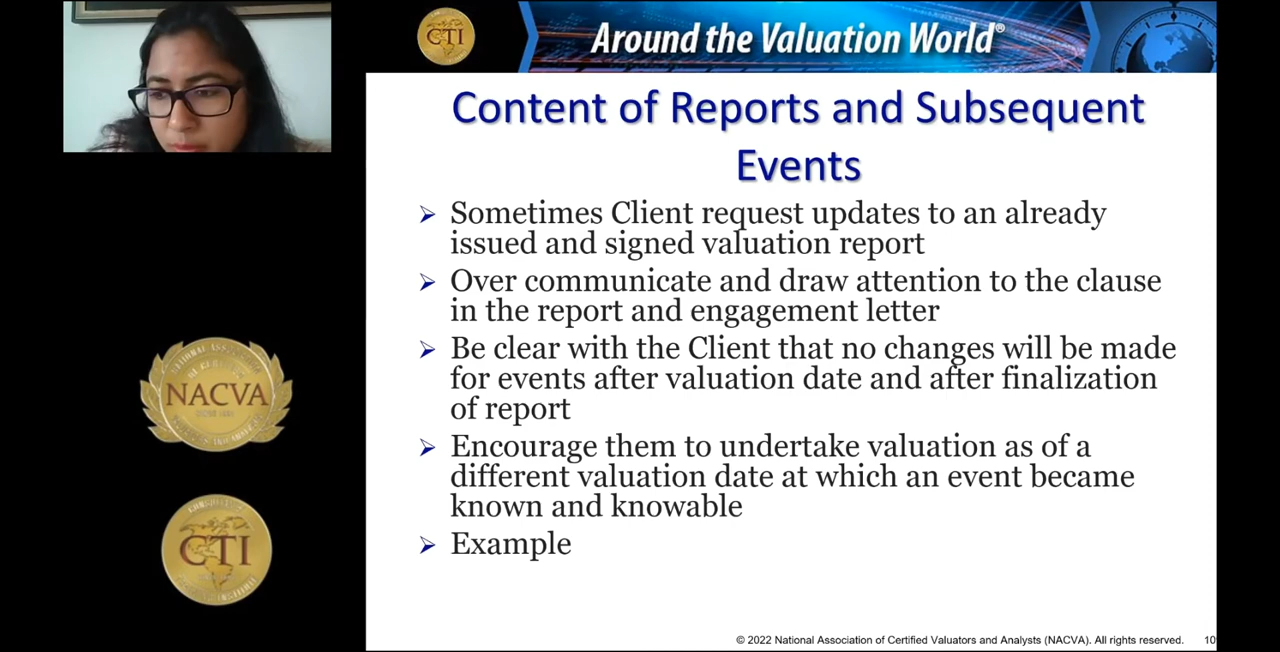 CTI
Around the Valuation World®
Content of Reports and Subsequent
Events
Sometimes Client request updates to an already
issued and signed valuation report
Over communicate and draw attention to the clause
in the report and engagement letter
Be clear with the Client that no changes will be made
for events after valuation date and after finalization
of report
Encourage them to undertake valuation as of a
different valuation date at which an event became
known and knowable
Example
NACVA
CTI
© 2022 National Association of Certified Valuators and Analysts (NACVA). All rights reserved. 10